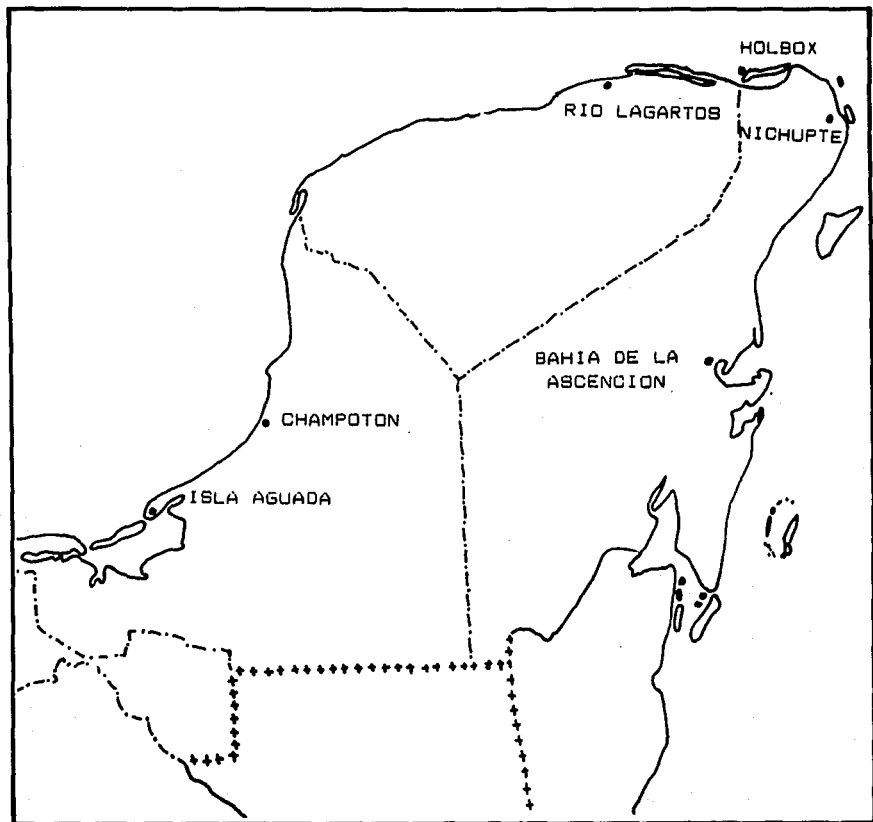 HOLBOX
RIO LAGARTOS
NICHUPTE
BAHIA DE LA
ASCENCION
CHAMPOTON
ISLA AGUADA